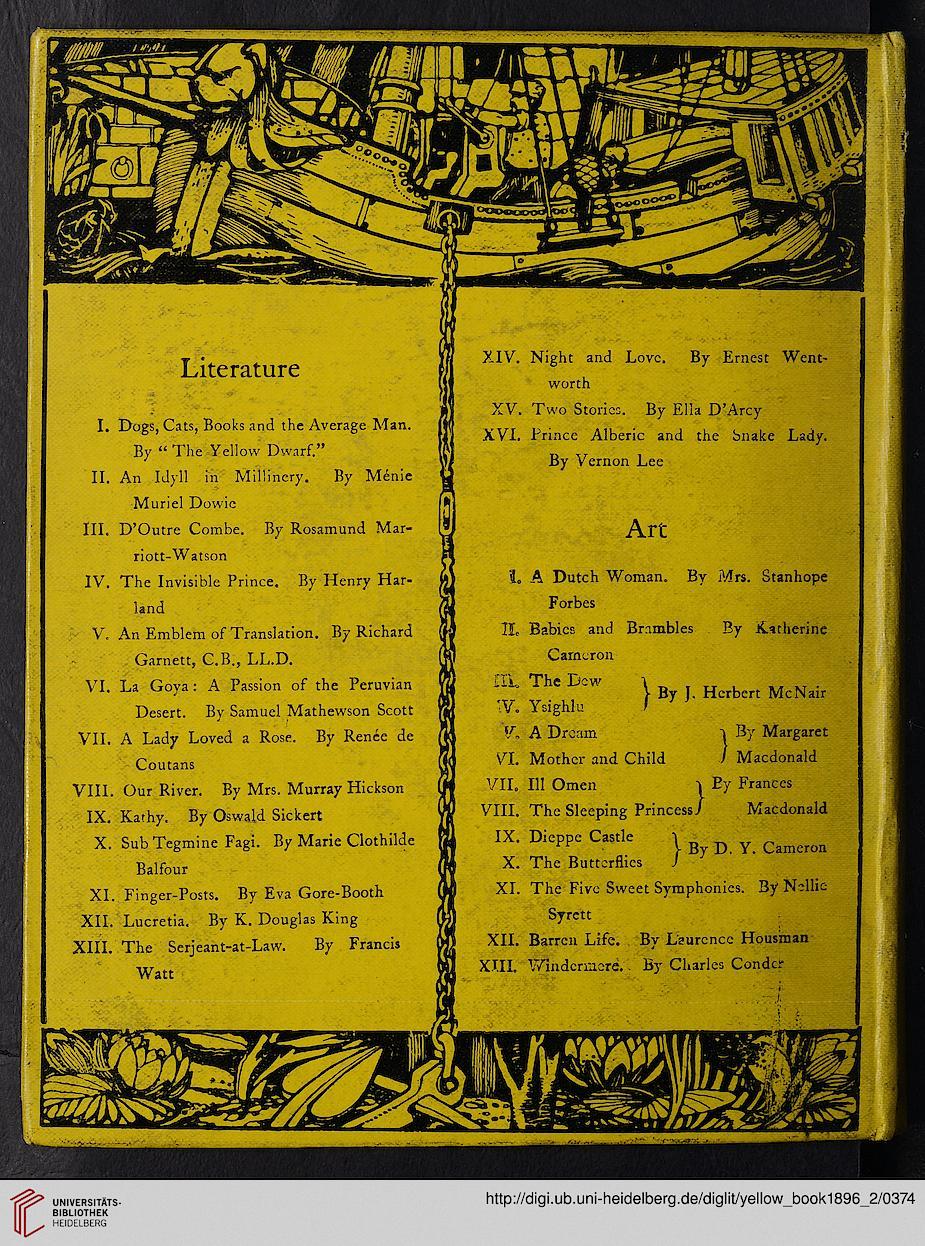 Literature
I. Dogs, Cats, Books and the Average Man.
By “ The Yellow Dwarf.”
II. An Idyll in Millinery. By Ménie
Muriel Dowie
III. D'Outre Combe. By Rosamund Mar-
riott-Watson
IV. The Invisible Prince. By Henry Har-
land
V. An Emblem of Translation. By Richard
Garnett, C.B., LL.D.
VI. La Goya: A Passion of the Peruvian
Desert. By Samuel Mathewson Scott
VII. A Lady Loved a Rose. By Renée de
Coutans
VIII. Our River. By Mrs. Murray Hickson
IX. Kathy. By Oswald Sickert
X. Sub Tegmine Fagi. By Marie Clothilde
Balfour
XI. Finger-Posts. By Eva Gore-Booth
XII. Lucretia. By K. Douglas King
XIII. The Serjeant-at-Law. By Francis
Watt
XIV. Night and Love. By Ernest Went-
worth
XV. Two Stories. By Ella D'Arcy
XVI. Prince Alberic and the Snake Lady.
By Vernon Lee
Art
I. A Dutch Woman. By Mrs. Stanhope
Forbes
II. Babies and Brambles By Katherine
Cameron
III. The Dew
IV. Ysighlu
} By J. Herbert McNair
V. A Dream
VI. Mother and Child
} By Margaret
Macdonald
VII. Ill Omen
VIII. The Sleeping Princess
} By Frances
Macdonald
IX. Dieppe Castle
X. The Butterflies
} By D. Y. Cameron
XI. The Five Sweet Symphonies. By Nellie
Syrett
XII. Barren Life. By Laurence Housman
XIII. Windermere. By Charles Conder
UNIVERSITÄTS-
BIBLIOTHEK
HEIDELBERG
http://digi.ub.uni-heidelberg.de/diglit/yellow_book1896_2/0374